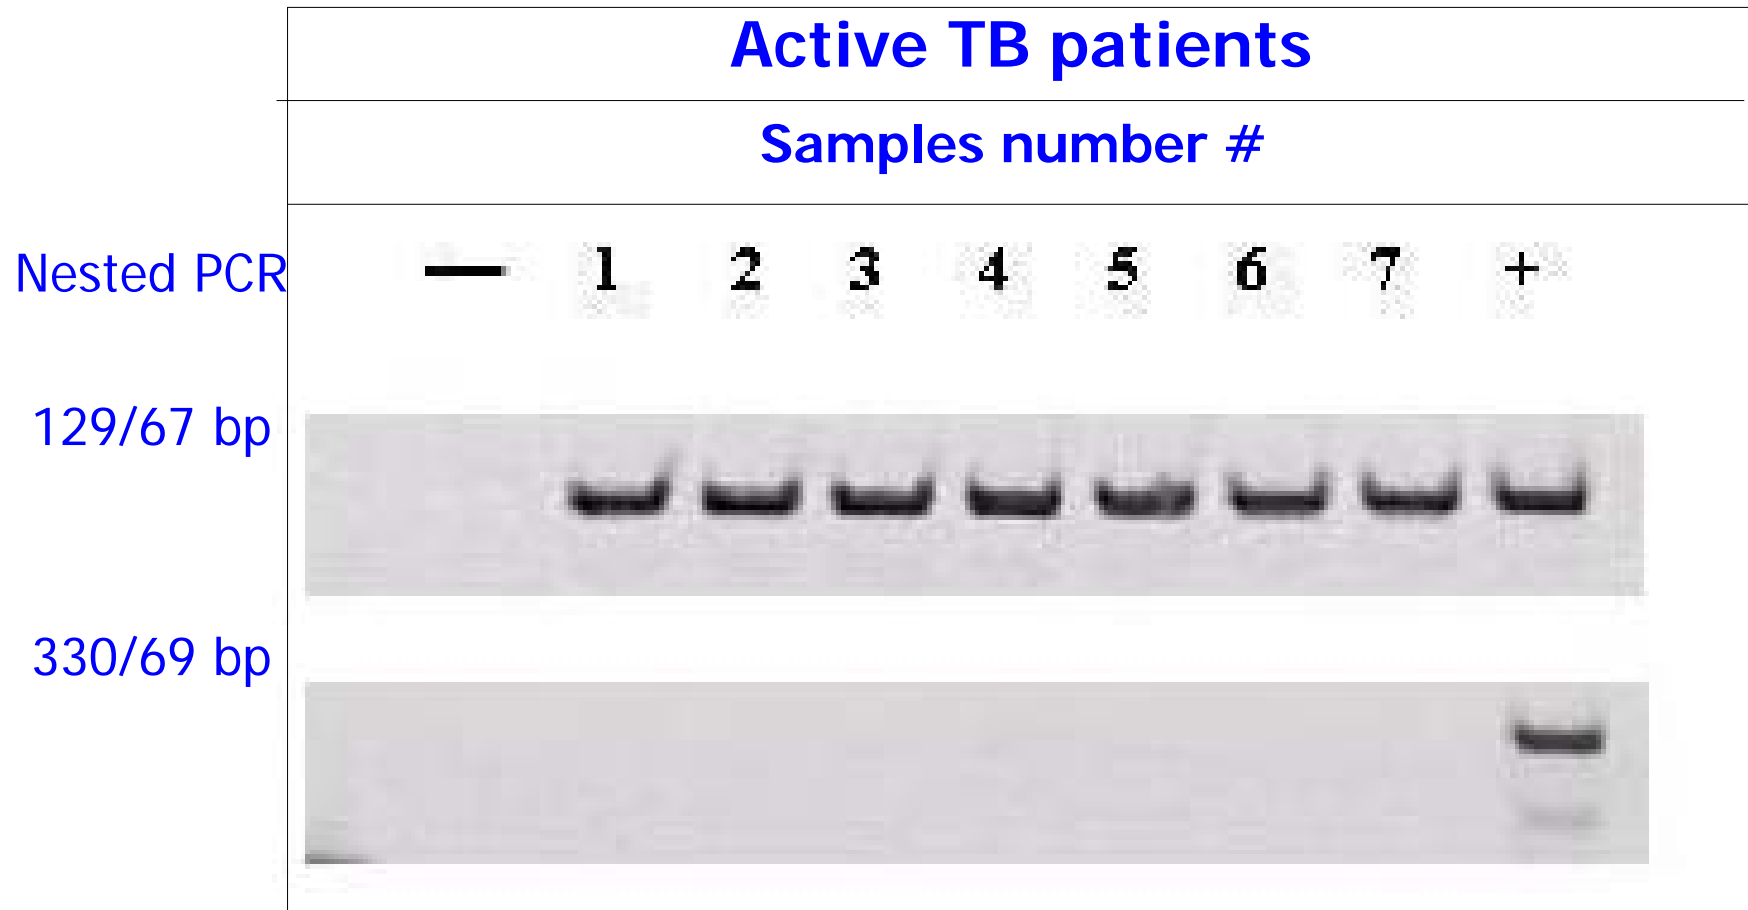 Active TB patients
Samples number #
Nested PCR — 1 2 3 4 5 6 7 +
129/67 bp
330/69 bp